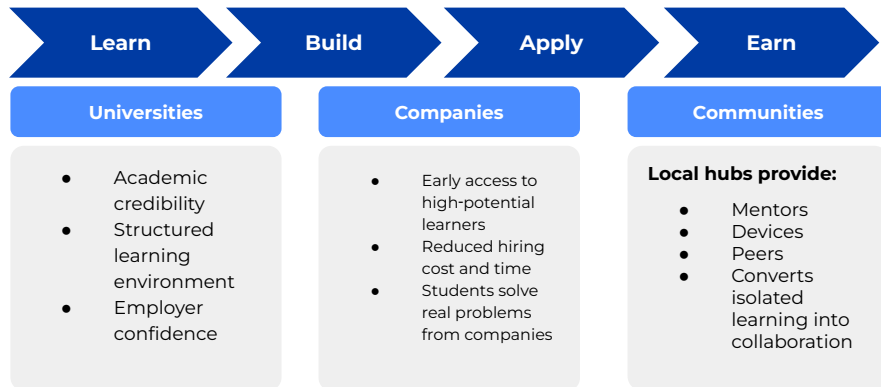 Learn
Build
Apply
Earn
Universities
Companies
Communities
● Academic
credibility
● Structured
learning
environment
● Employer
confidence
● Early access to
high-potential
learners
● Reduced hiring
cost and time
● Students solve
real problems
from companies
Local hubs provide:
● Mentors
● Devices
● Peers
● Converts
isolated
learning into
collaboration